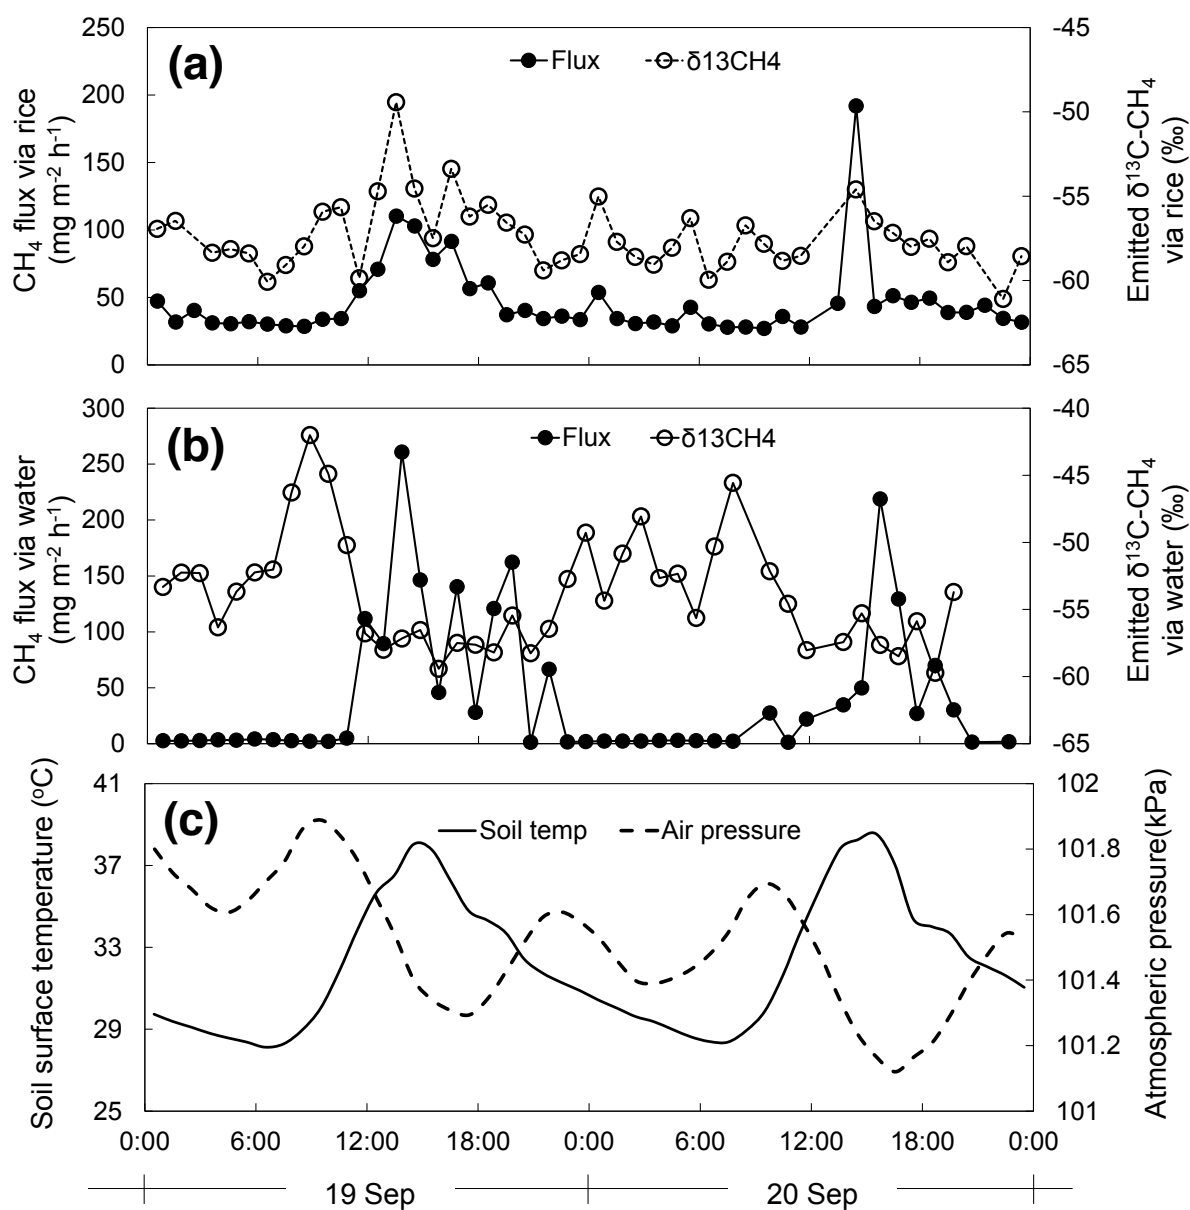 (a)
Flux
δ13CH4
CH4 flux via rice
(mg m-2 h-1)
250
200
150
100
50
0
-45
-50
-55
-60
-65
Emitted δ13C-CH4
via rice (‰)
(b)
Flux
δ13CH4
CH4 flux via water
(mg m-2 h-1)
300
250
200
150
100
50
0
-40
-45
-50
-55
-60
-65
Emitted δ13C-CH4
via water (‰)
(c)
Soil temp
Air pressure
Soil surface temperature (oC)
41
37
33
29
25
102
101.8
101.6
101.4
101.2
101
Atmospheric pressure(kPa)
0:00 6:00 12:00 18:00 0:00 6:00 12:00 18:00 0:00
19 Sep 20 Sep